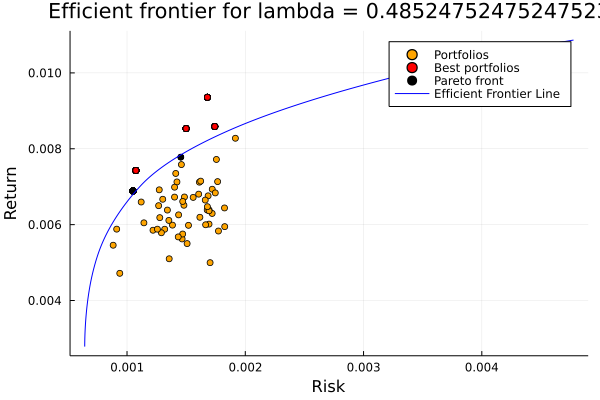 Efficient frontier for lambda = 0.4852475247524752
Portfolios
Best portfolios
Pareto front
Efficient Frontier Line
0.010
0.008
0.006
0.004
Return
0.001
0.002
0.003
0.004
Risk